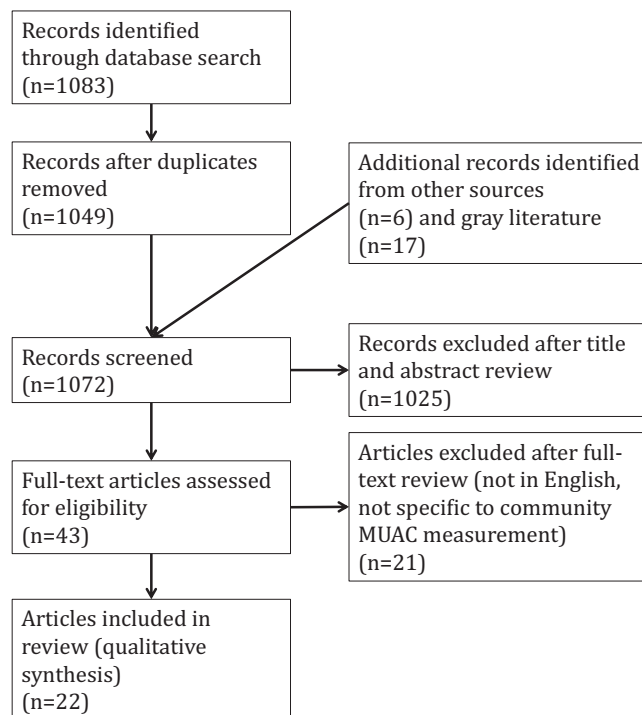 Records identified
through database search
(n=1083)
Records after duplicates
removed
(n=1049)
Additional records identified
from other sources
(n=6) and gray literature
(n=17)
Records screened
(n=1072)
Records excluded after title
and abstract review
(n=1025)
Full-text articles assessed
for eligibility
(n=43)
Articles excluded after full-
text review (not in English,
not specific to community
MUAC measurement)
(n=21)
Articles included in
review (qualitative
synthesis)
(n=22)